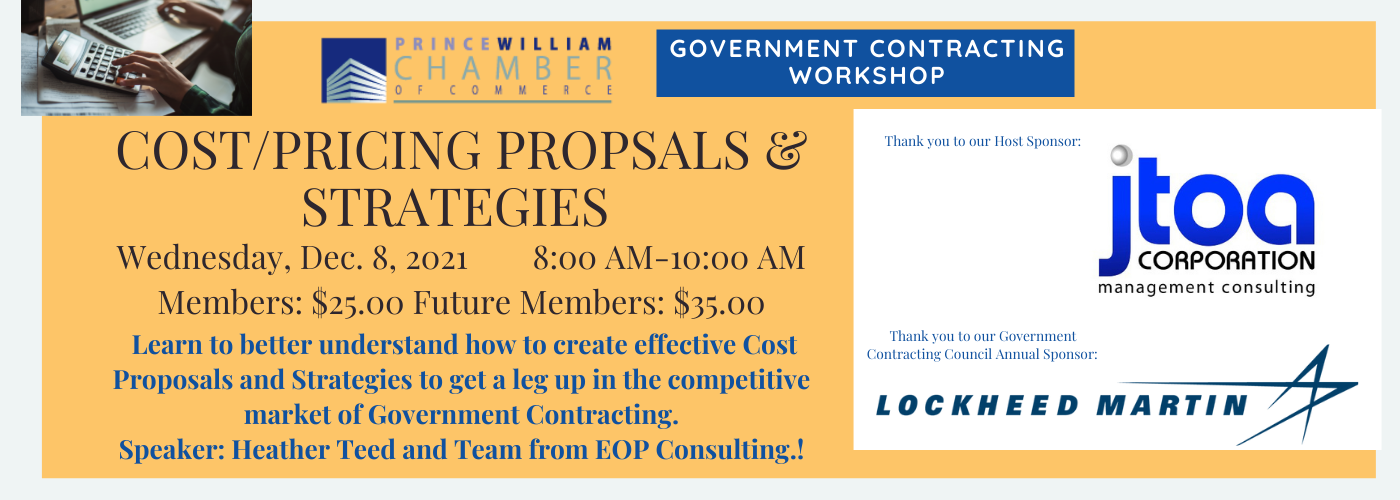 PRINCEWILLIAM
CHAMBER
OF COMMERCE
GOVERNMENT CONTRACTING
WORKSHOP
COST/PRICING PROPSALS &
STRATEGIES
Wednesday, Dec. 8, 2021 8:00 AM-10:00 AM
Members: $25.00 Future Members: $35.00
Learn to better understand how to create effective Cost
Proposals and Strategies to get a leg up in the competitive
market of Government Contracting.
Speaker: Heather Teed and Team from EOP Consulting.!
Thank you to our Host Sponsor:
jtoa
CORPORATION
management consulting
Thank you to our Government
Contracting Council Annual Sponsor:
LOCKHEED MARTIN